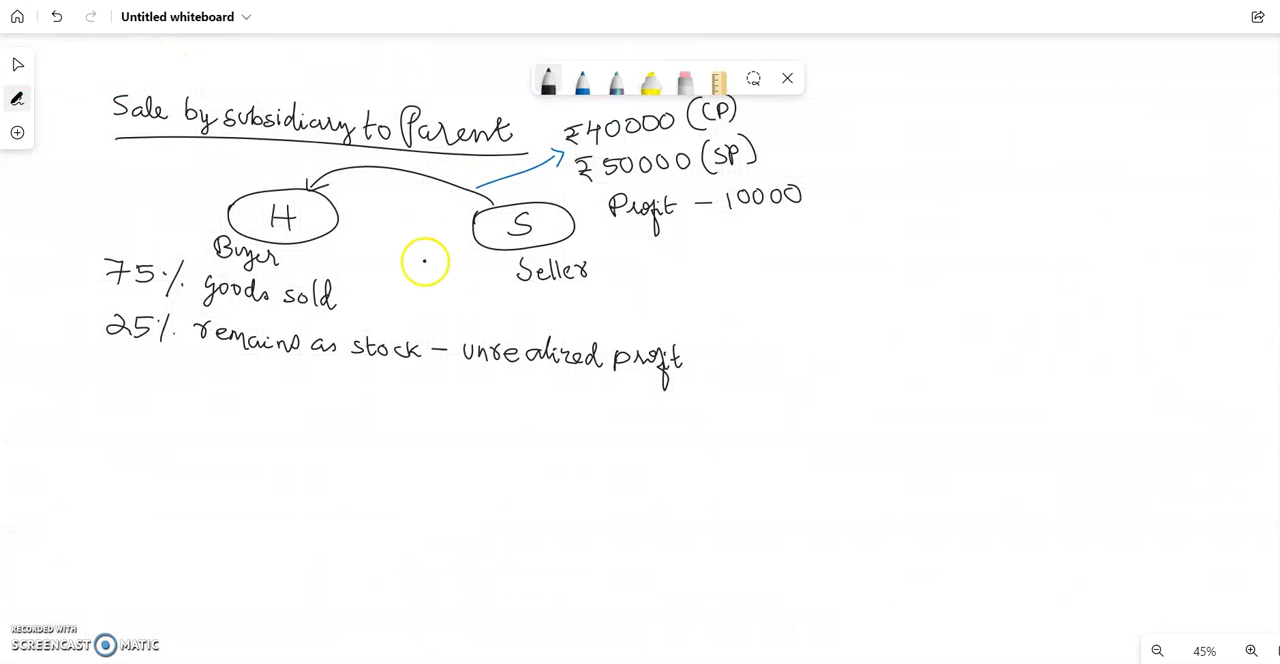 Untitled whiteboard
Sale by subsidiary to Parent
₹40000 (CP)
₹50000 (SP)
Profit - 10000
H
S
Buyer
Seller
75% goods sold
25% remains as stock - unrealized profit
RECORDED WITH
SCREENCAST MATIC
45%